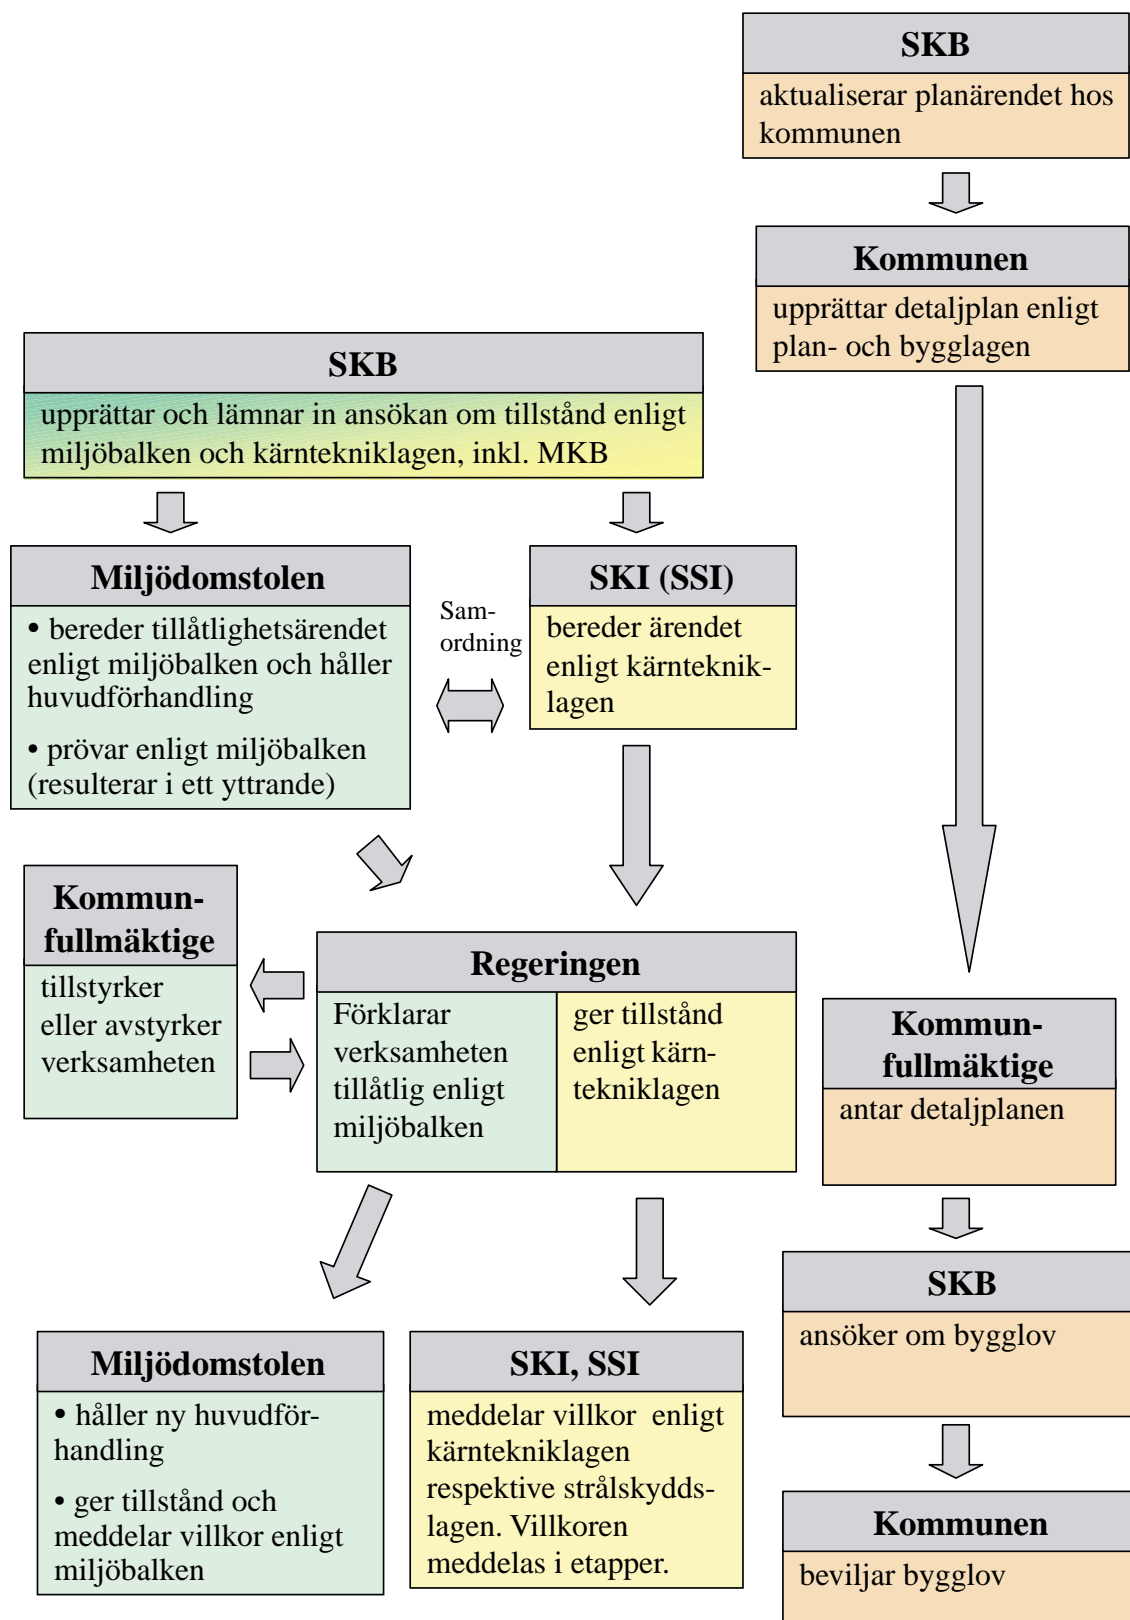 SKB
aktualiserar planärendet hos
kommunen
Kommunen
upprättar detaljplan enligt
plan- och bygglagen
SKB
upprättar och lämnar in ansökan om tillstånd enligt
miljöbalken och kärntekniklagen, inkl. MKB
Miljödomstolen
• bereder tillåtlighetsärendet
enligt miljöbalken och håller
huvudförhandling
• prövar enligt miljöbalken
(resulterar i ett yttrande)
Sam-
ordning
SKI (SSI)
bereder ärendet
enligt kärnteknik-
lagen
Kommun-
fullmäktige
tillstyrker
eller avstyrker
verksamheten
Regeringen
Förklarar
verksamheten
tillåtlig enligt
miljöbalken
ger tillstånd
enligt kärn-
tekniklagen
Kommun-
fullmäktige
antar detaljplanen
SKB
ansöker om bygglov
Miljödomstolen
• håller ny huvudför-
handling
• ger tillstånd och
meddelar villkor enligt
miljöbalken
SKI, SSI
meddelar villkor enligt
kärntekniklagen
respektive strålskydds-
lagen. Villkoren
meddelas i etapper.
Kommunen
beviljar bygglov